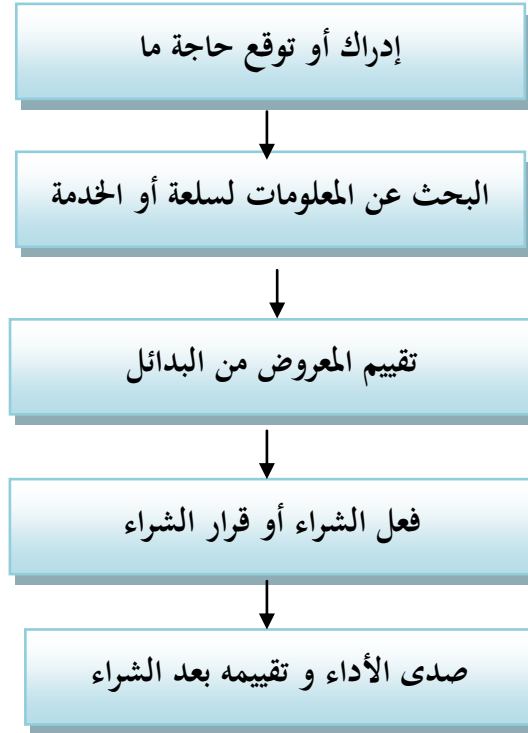 إدراك أو توقع حاجة ما
البحث عن المعلومات لسلعة أو الخدمة
تقييم المعروض من البدائل
فعل الشراء أو قرار الشراء
صدى الأداء و تقييمه بعد الشراء